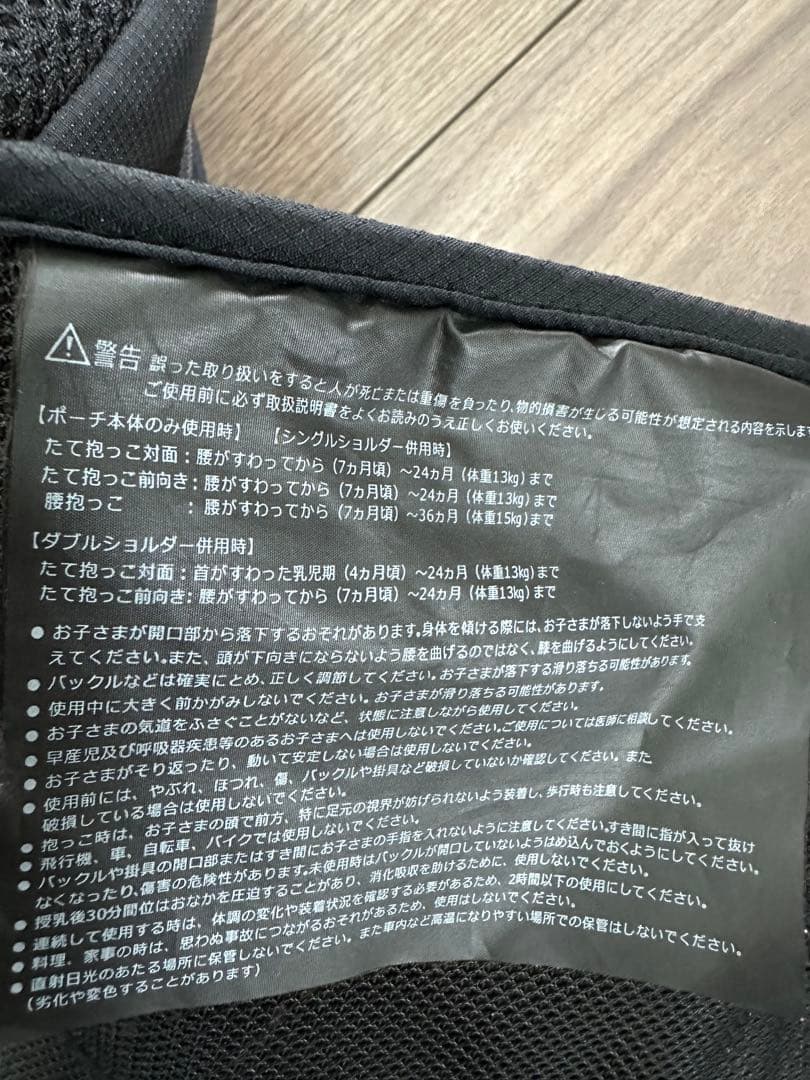 警告 誤った取り扱いをすると人が死亡または重傷を負ったり、物的損害が生じる可能性が想定される内容を示します
ご使用前に必ず取扱説明書をよくお読みのうえ正しくお使いください。
【ポーチ本体のみ使用時】 【シングルショルダー併用時】
たて抱っこ対面：腰がすわってから（7ヵ月頃）～24ヵ月（体重13kg）まで
たて抱っこ前向き：腰がすわってから（7ヵ月頃）～24ヵ月（体重13kg）まで
腰抱っこ ：腰がすわってから（7ヵ月頃）～36ヵ月（体重15kg）まで
【ダブルショルダー併用時】
たて抱っこ対面：首がすわった乳児期（4ヵ月頃）～24ヵ月（体重13kg）まで
たて抱っこ前向き：腰がすわってから（7ヵ月頃）～24ヵ月（体重13kg）まで
● お子さまが開口部から落下するおそれがあります。身体を傾ける際には、お子さまが落下しないよう手で支
えてください。また、頭が下向きにならないよう腰を曲げるのではなく、膝を曲げるようにしてください。
● バックルなどは確実にとめ、正しく調節してください。お子さまが落下する滑り落ちる可能性があります。
● 使用中に大きく前かがみしないでください。お子さまが滑り落ちる可能性があります。
● お子さまの気道をふさぐことがないなど、状態に注意しながら使用してください。
● 早産児及び呼吸器疾患等のあるお子さまへは使用しないでください。ご使用については医師に相談してください。
● お子さまがそり返ったり、動いて安定しない場合は使用しないでください。
● 使用前には、やぶれ、ほつれ、傷、バックルや掛具など破損していないか確認してください。また
破損している場合は使用しないでください。
● 抱っこ時は、お子さまの頭で前方、特に足元の視界が妨げられないよう装着し、歩行時も注意してください。
● 飛行機、車、自転車、バイクでは使用しないでください。
● バックルや掛具の開口部またはすき間にお子さまの手指を入れないように注意してください。すき間に指が入って抜け
なくなったり、傷害の危険性があります。未使用時はバックルが開口していないようはめ込んでおくようにしてください。
● 授乳後30分間位はおなかを圧迫することがあり、消化吸収を助けるために、使用しないでください。
● 連続して使用する時は、体調の変化や装着状況を確認する必要があるため、2時間以下の使用にしてください。
● 料理、家事の時は、思わぬ事故につながるおそれがあるため、使用はしないでください。
● 直射日光のあたる場所に保管しないでください。また車内など高温になりやすい場所での保管はしないでください。
（劣化や変色することがあります）